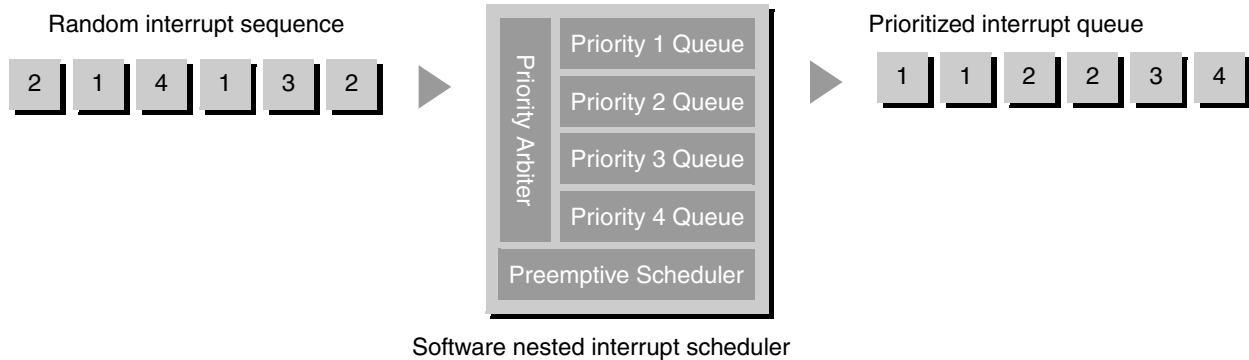 Random interrupt sequence
2 1 4 1 3 2
Priority Arbiter
Priority 1 Queue
Priority 2 Queue
Priority 3 Queue
Priority 4 Queue
Preemptive Scheduler
Software nested interrupt scheduler
Prioritized interrupt queue
1 1 2 2 3 4